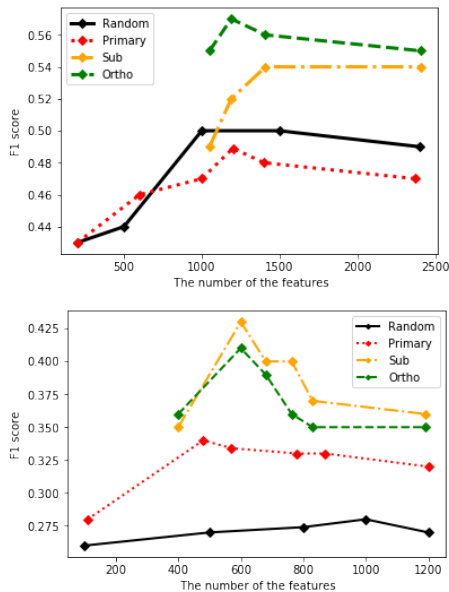 0.56
0.54
0.52
0.50
0.48
0.46
0.44
F1 score
Random
Primary
Sub
Ortho
500
1000
1500
2000
2500
The number of the features
0.425
0.400
0.375
0.350
0.325
0.300
0.275
F1 score
Random
Primary
Sub
Ortho
200
400
600
800
1000
1200
The number of the features